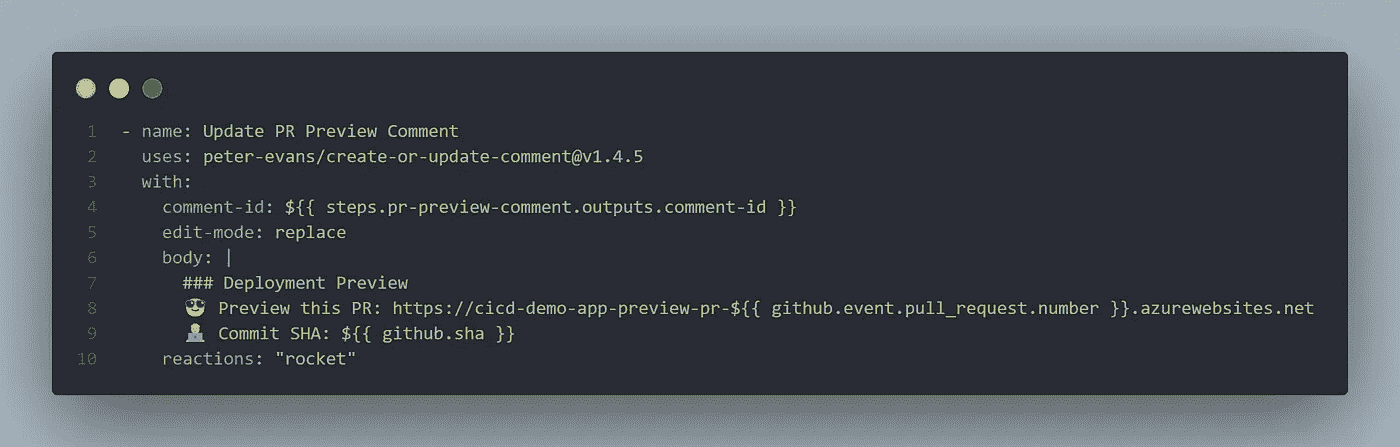 1 - name: Update PR Preview Comment
2 uses: peter-evans/create-or-update-comment@v1.4.5
3 with:
4 comment-id: ${{ steps.pr-preview-comment.outputs.comment-id }}
5 edit-mode: replace
6 body: |
7 ### Deployment Preview
8 😎 Preview this PR: https://cicd-demo-app-preview-pr-${{ github.event.pull_request.number }}.azurewebsites.net
9 🧑‍💻 Commit SHA: ${{ github.sha }}
10 reactions: "rocket"